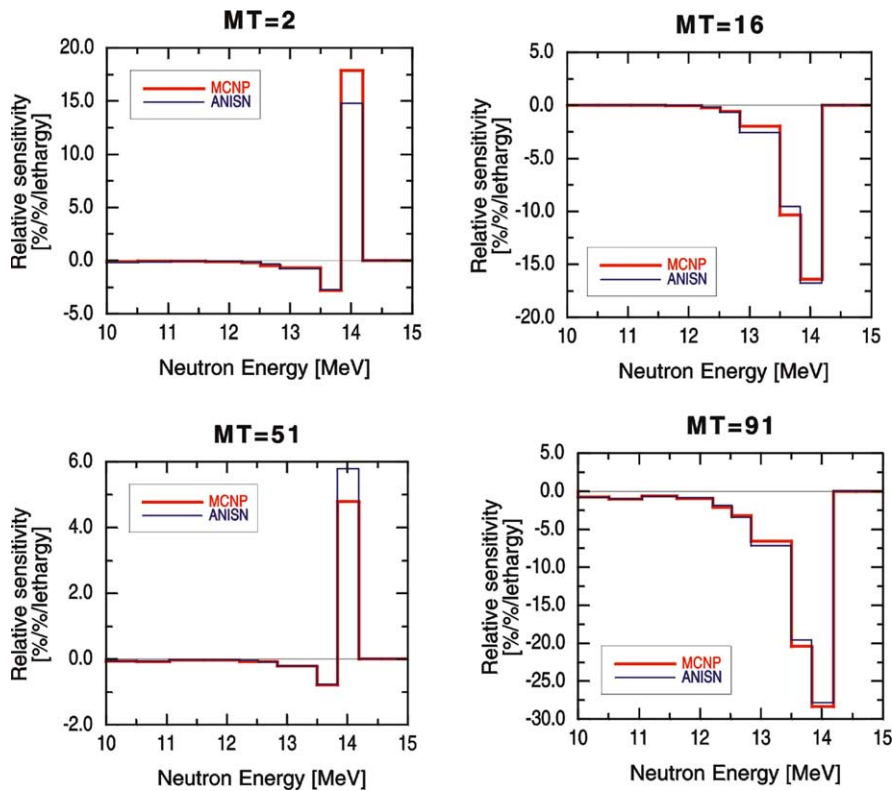 MT=2
20.0
15.0
10.0
5.0
0.0
-5.0
Relative sensitivity
[%/%/lethargy]
MCNP
ANISN
10 11 12 13 14 15
Neutron Energy [MeV]
MT=16
5.0
0.0
-5.0
-10.0
-15.0
-20.0
Relative sensitivity
[%/%/lethargy]
MCNP
ANISN
10 11 12 13 14 15
Neutron Energy [MeV]
MT=51
6.0
4.0
2.0
0.0
-2.0
Relative sensitivity
[%/%/lethargy]
MCNP
ANISN
10 11 12 13 14 15
Neutron Energy [MeV]
MT=91
5.0
0.0
-5.0
-10.0
-15.0
-20.0
-25.0
-30.0
Relative sensitivity
[%/%/lethargy]
MCNP
ANISN
10 11 12 13 14 15
Neutron Energy [MeV]